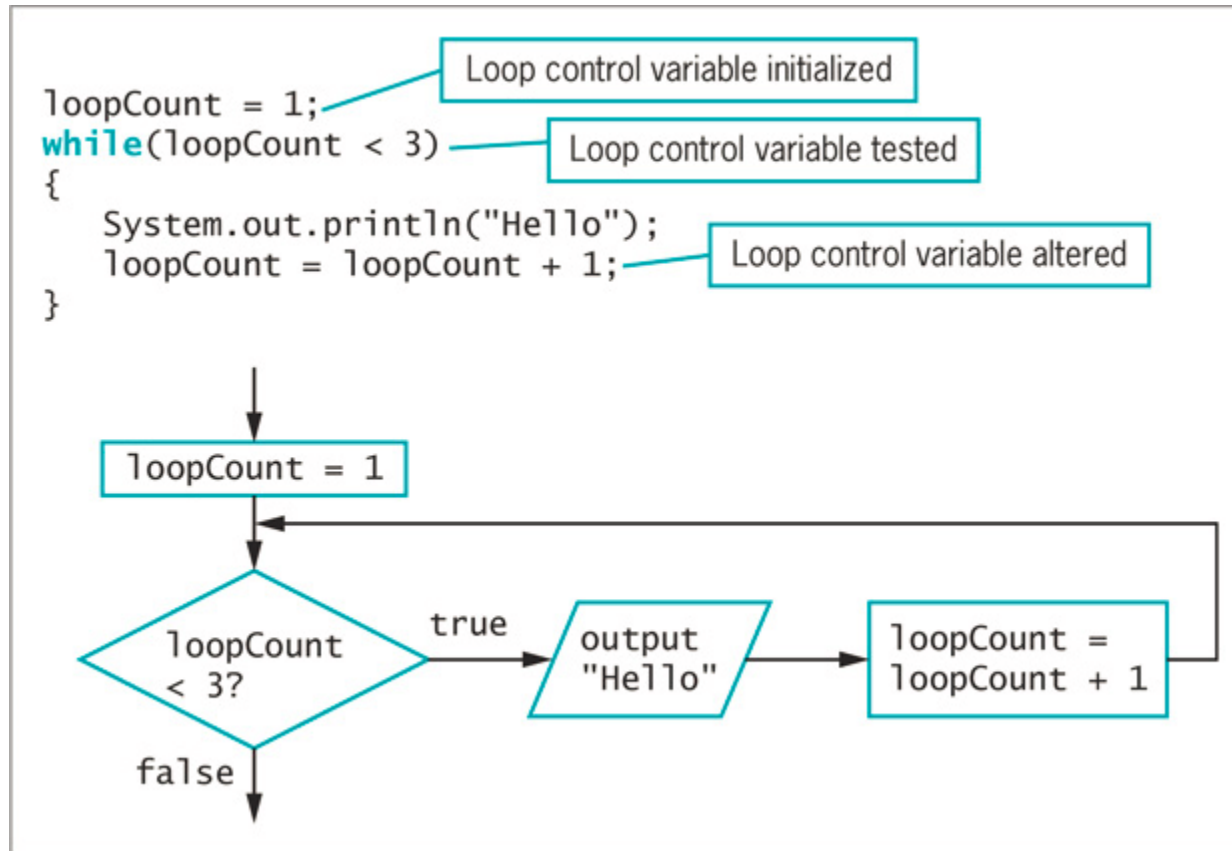 Loop control variable initialized
loopCount = 1;
while(loopCount < 3)
Loop control variable tested
{
System.out.println("Hello");
loopCount = loopCount + 1;
Loop control variable altered
}
loopCount = 1
loopCount
< 3?
true
output
"Hello"
loopCount =
loopCount + 1
false